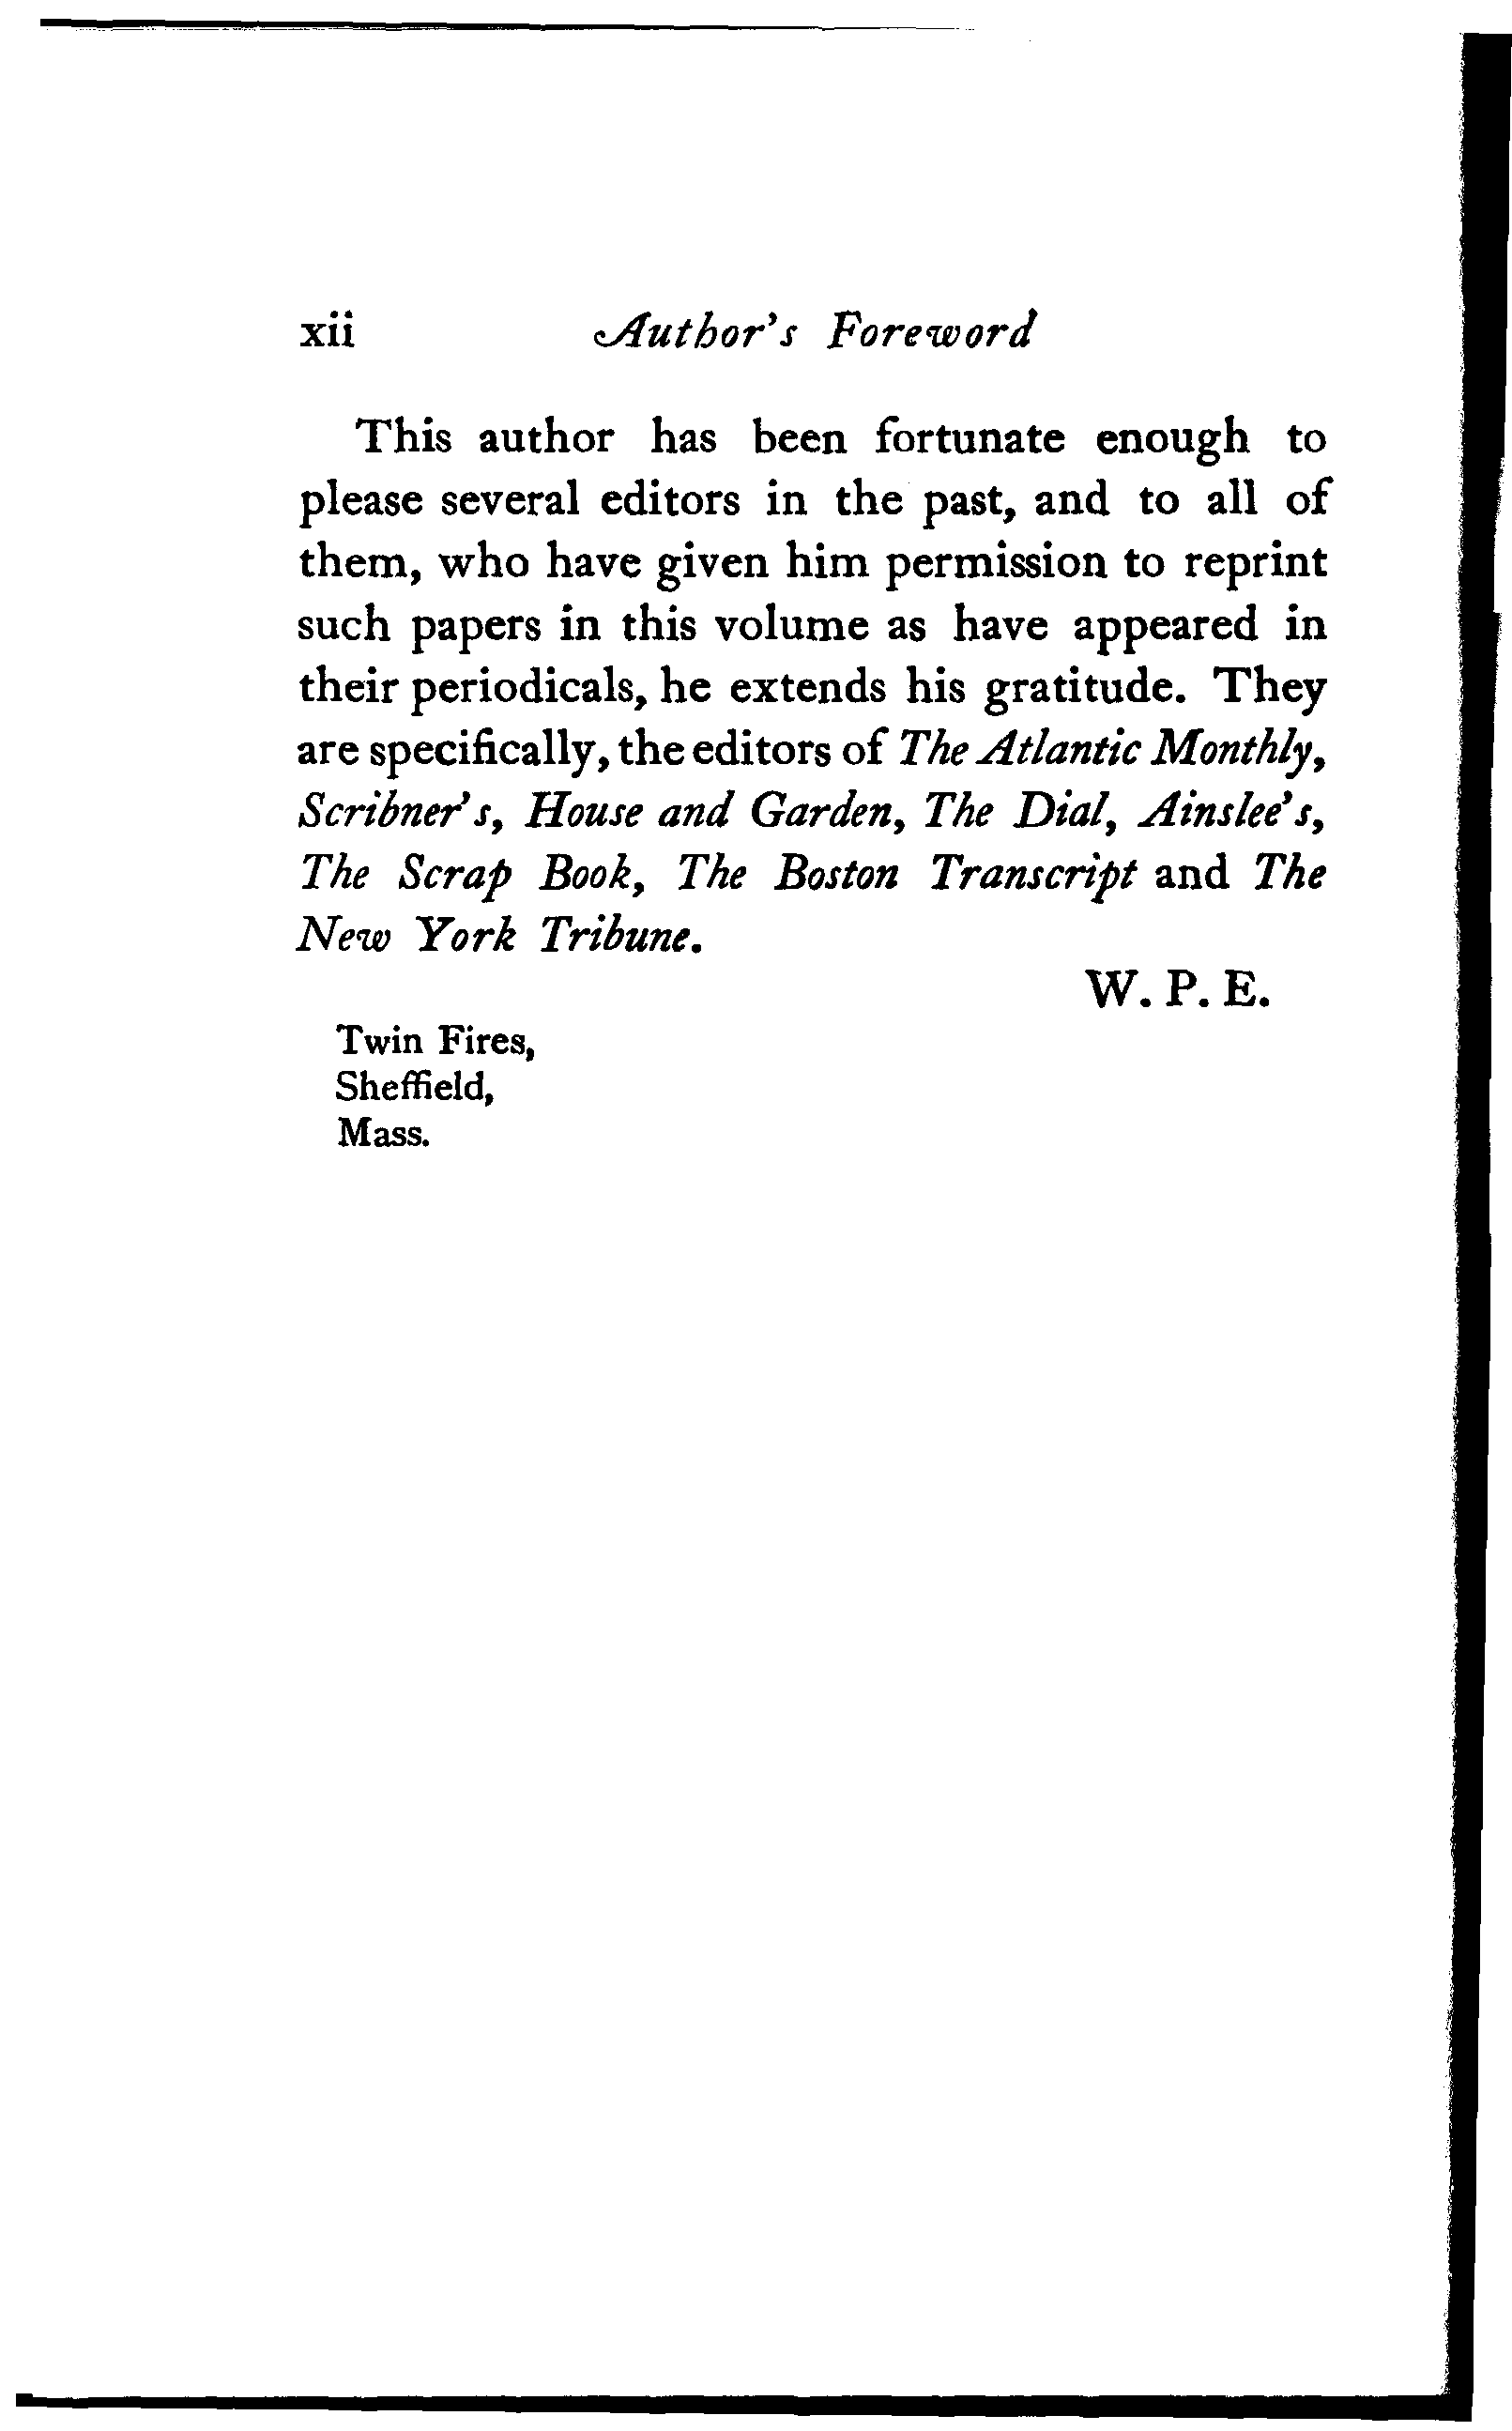 xii Author's Foreword
This author has been fortunate enough to
please several editors in the past, and to all of
them, who have given him permission to reprint
such papers in this volume as have appeared in
their periodicals, he extends his gratitude. They
are specifically, the editors of The Atlantic Monthly,
Scribner's, House and Garden, The Dial, Ainslee's,
The Scrap Book, The Boston Transcript and The
New York Tribune.
W. P. E.
Twin Fires,
Sheffield,
Mass.